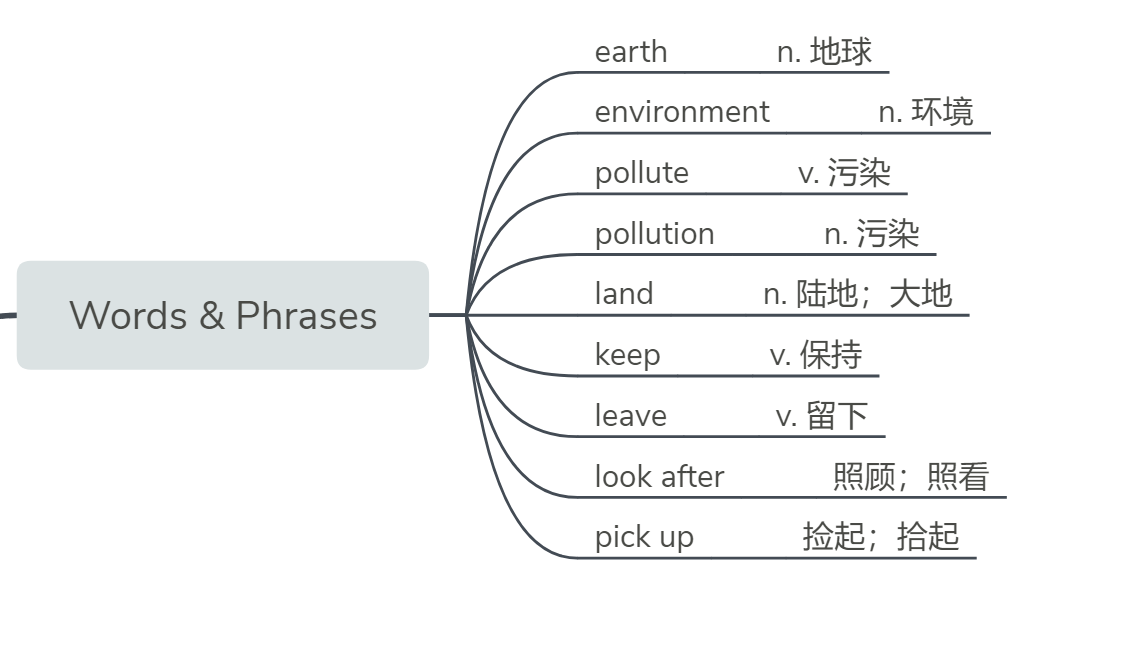 Words & Phrases
earth n. 地球
environment n. 环境
pollute v. 污染
pollution n. 污染
land n. 陆地；大地
keep v. 保持
leave v. 留下
look after 照顾；照看
pick up 捡起；拾起